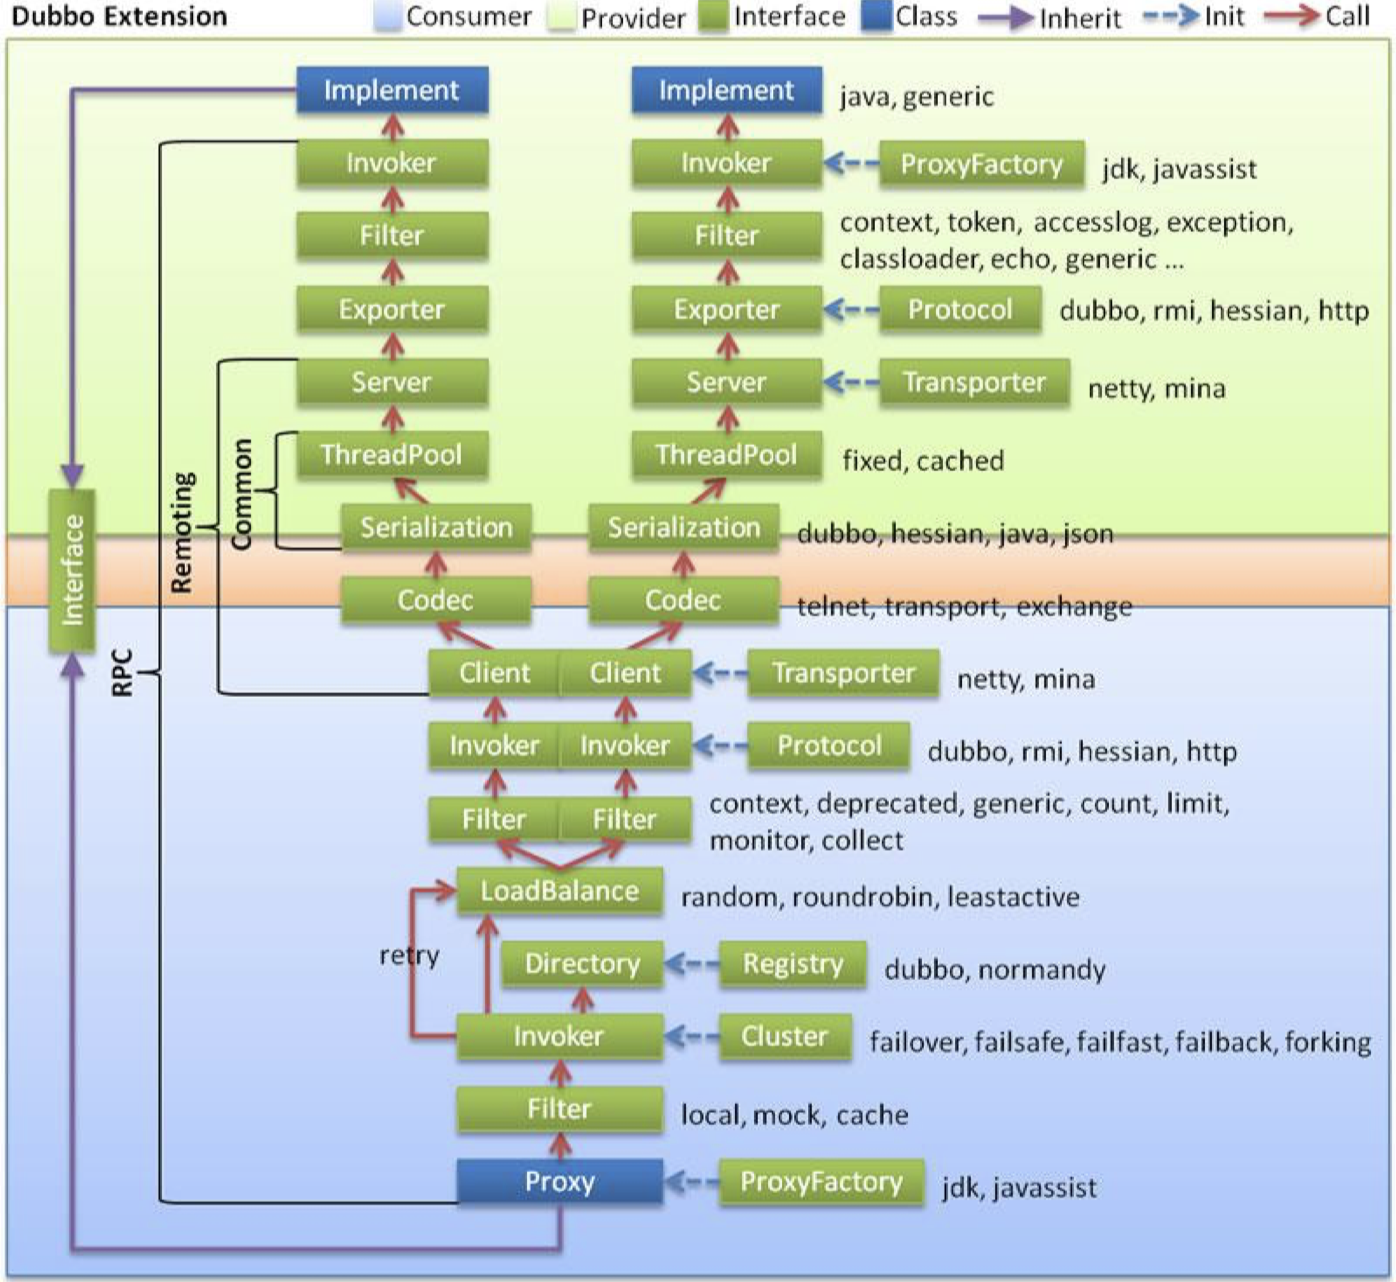 Dubbo Extension
Consumer
Provider
Interface
Class
Inherit
Init
Call
Implement
Implement
java, generic
Invoker
Invoker
ProxyFactory
jdk, javassist
Filter
Filter
context, token, accesslog, exception,
classloader, echo, generic ...
Exporter
Exporter
Protocol
dubbo, rmi, hessian, http
Server
Server
Transporter
netty, mina
ThreadPool
ThreadPool
fixed, cached
Common
Remoting
Interface
RPC
Serialization
Serialization
dubbo, hessian, java, json
Codec
Codec
telnet, transport, exchange
Client
Client
Transporter
netty, mina
Invoker
Invoker
Protocol
dubbo, rmi, hessian, http
Filter
Filter
context, deprecated, generic, count, limit,
monitor, collect
LoadBalance
random, roundrobin, leastactive
retry
Directory
Registry
dubbo, normandy
Invoker
Cluster
failover, failsafe, failfast, failback, forking
Filter
local, mock, cache
Proxy
ProxyFactory
jdk, javassist